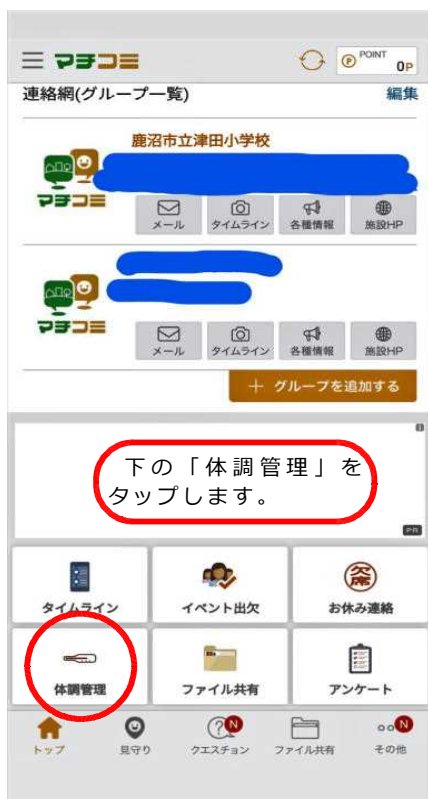 マチコミ
POINT
P 0P
連絡網(グループ一覧) 編集
鹿沼市立津田小学校
マチコミ
メール タイムライン 各種情報 施設HP
マチコミ
メール タイムライン 各種情報 施設HP
＋ グループを追加する
下の「体調管理」を
タップします。
PR
タイムライン イベント出欠 欠席 お休み連絡
体調管理 ファイル共有 アンケート
N N
トップ 見守り クエスチョン ファイル共有 その他